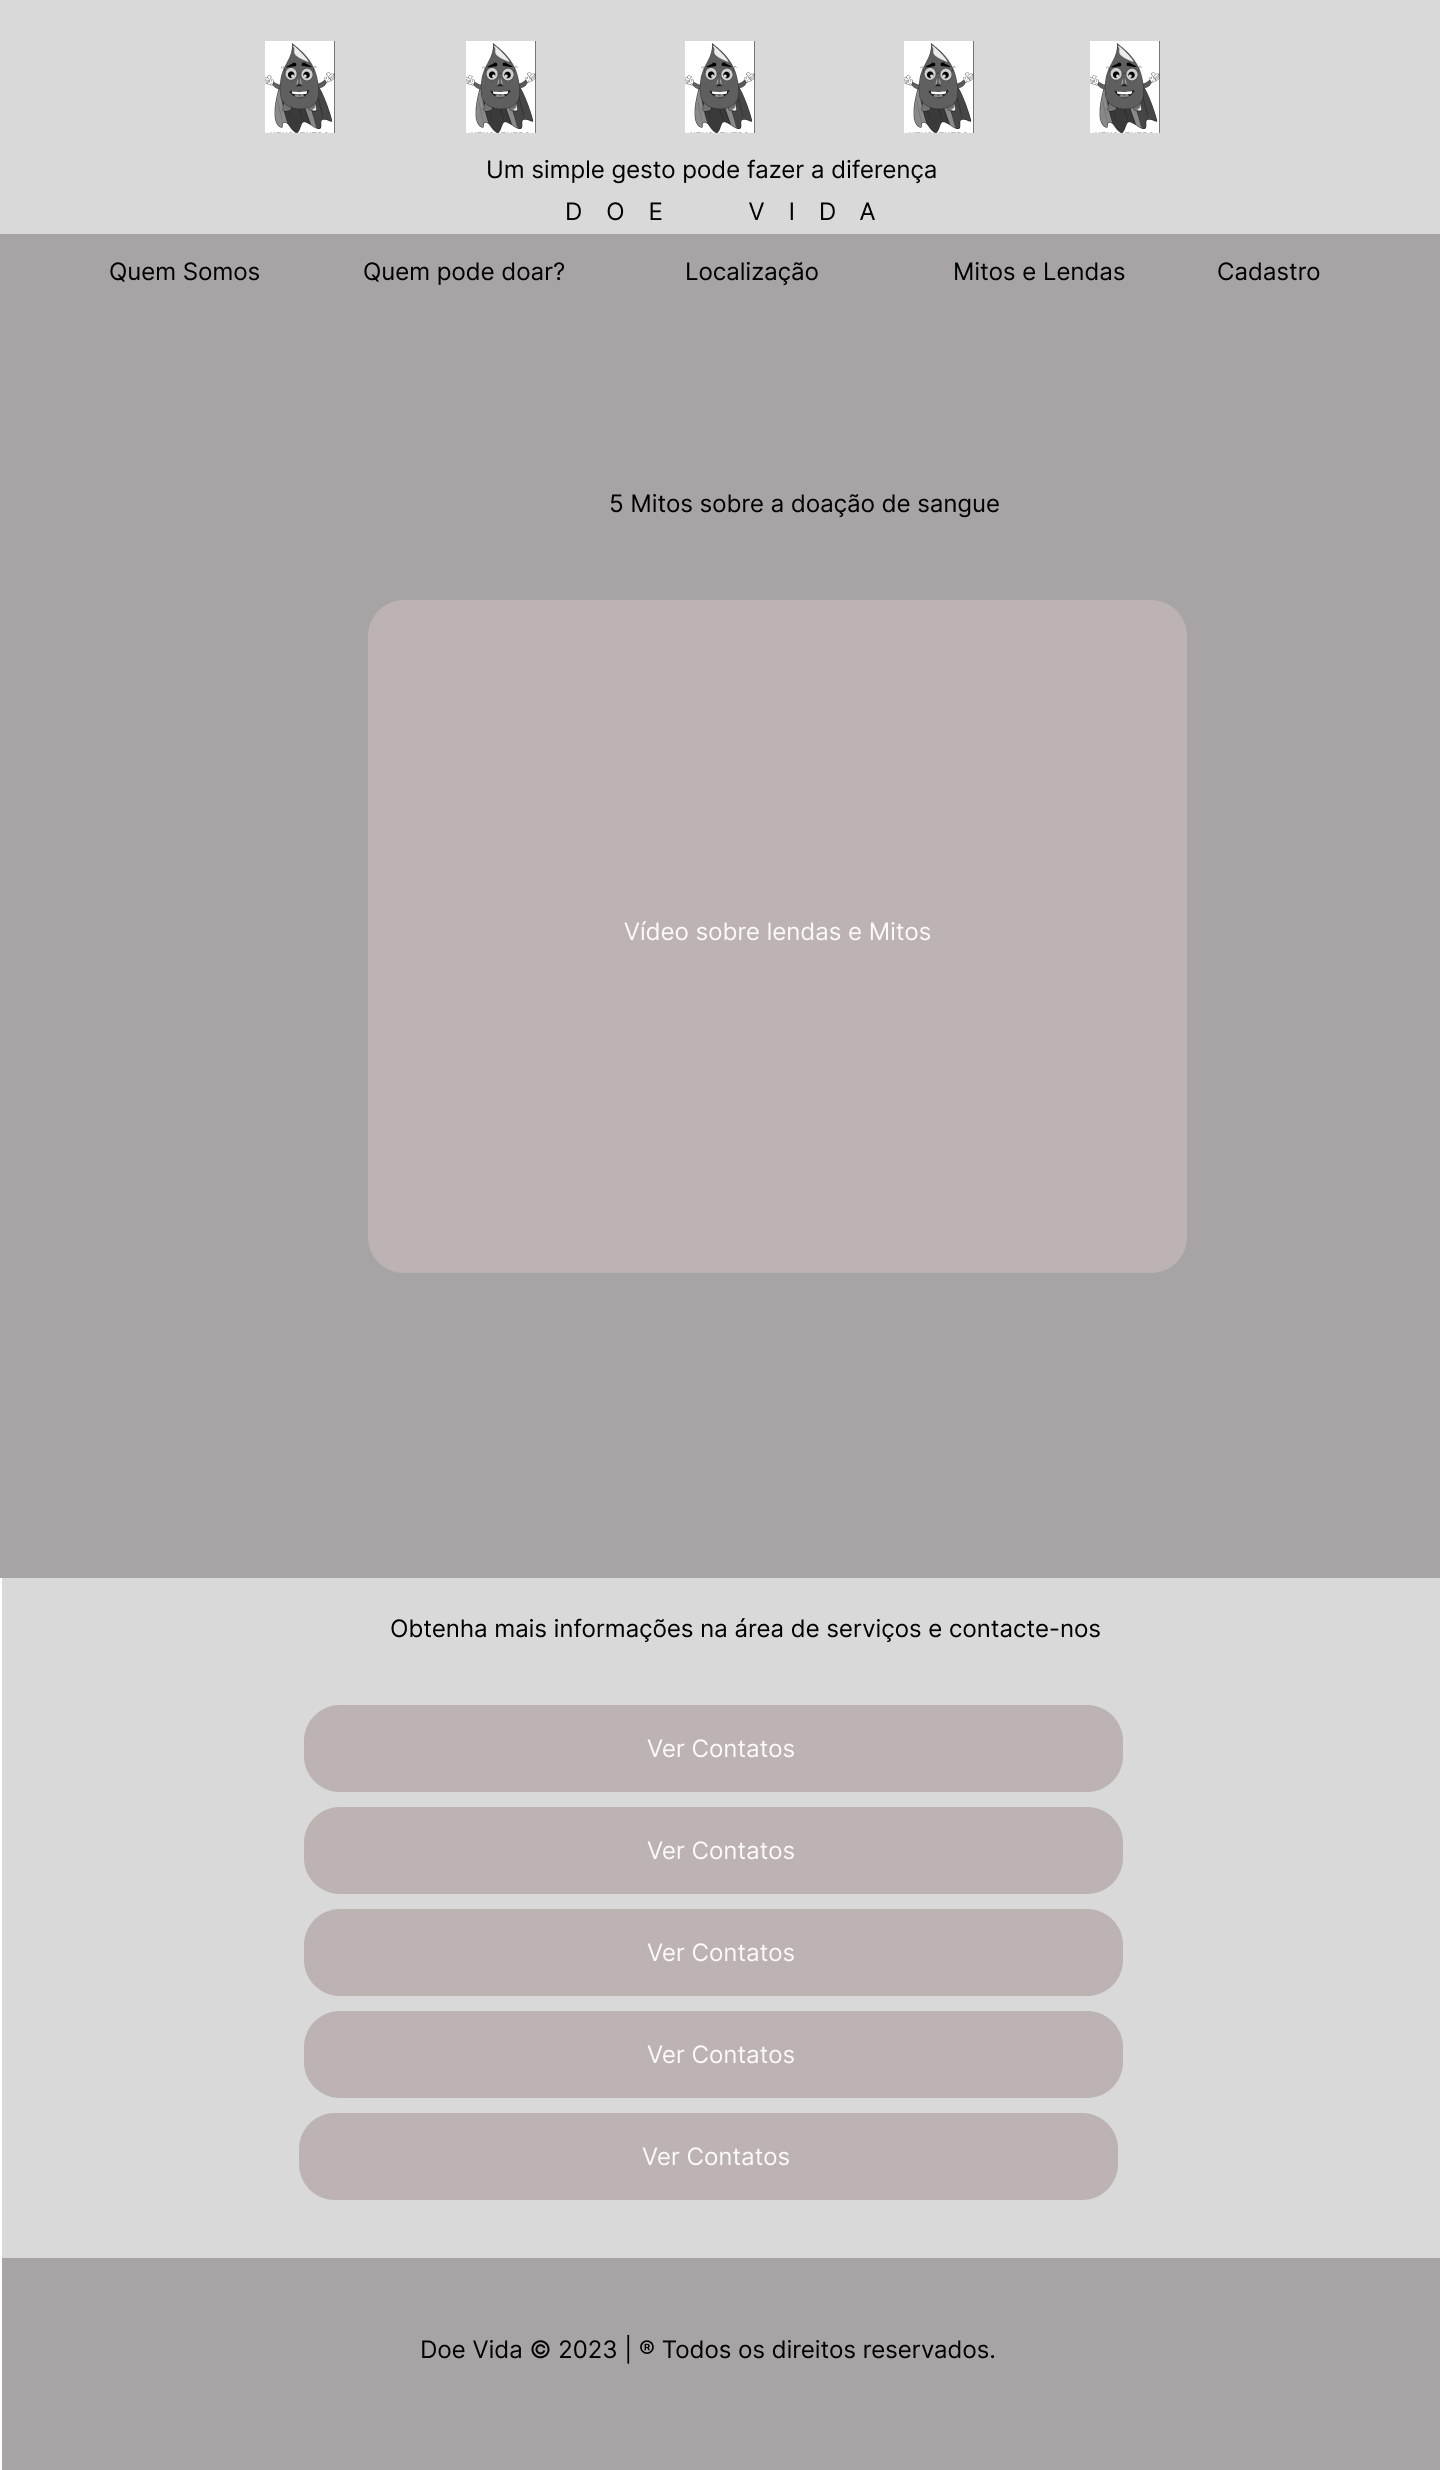 Um simple gesto pode fazer a diferença
DOE VIDA
Quem Somos Quem pode doar? Localização Mitos e Lendas Cadastro
5 Mitos sobre a doação de sangue
Vídeo sobre lendas e Mitos
Obtenha mais informações na área de serviços e contacte-nos
Ver Contatos
Ver Contatos
Ver Contatos
Ver Contatos
Ver Contatos
Doe Vida © 2023 | ® Todos os direitos reservados.